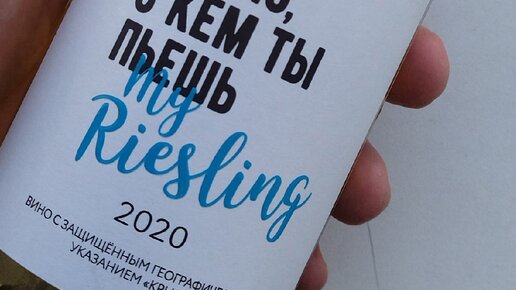 С КЕМ ТЫ
ПЬЕШЬ
my
Riesling
2020
ВИНО С ЗАЩИЩЁННЫМ
УКАЗАНИЕМ